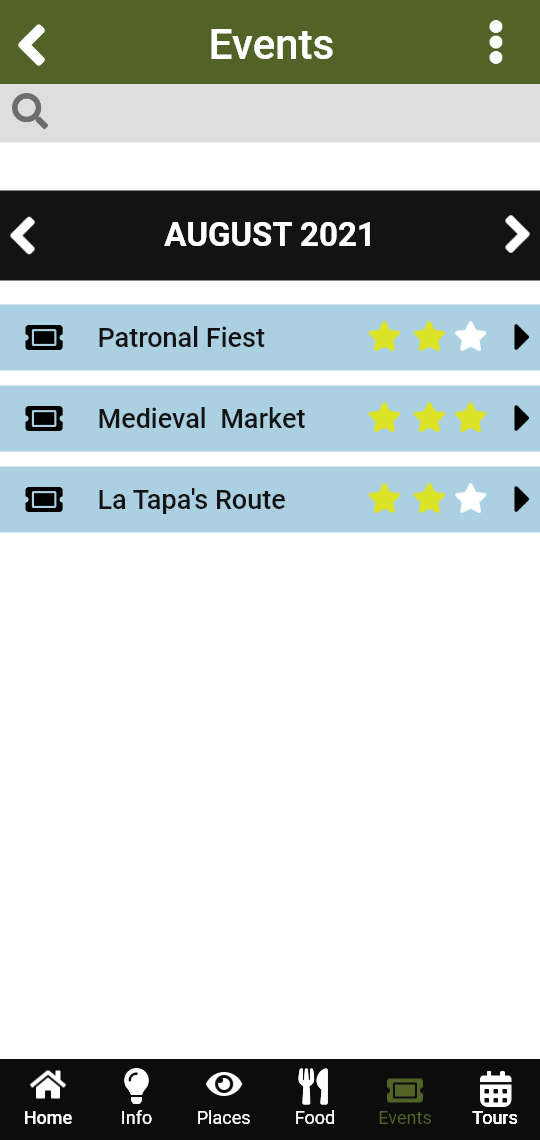 Events
AUGUST 2021
Patronal Fiest
Medieval  Market
La Tapa's Route
Home Info Places Food Events Tours